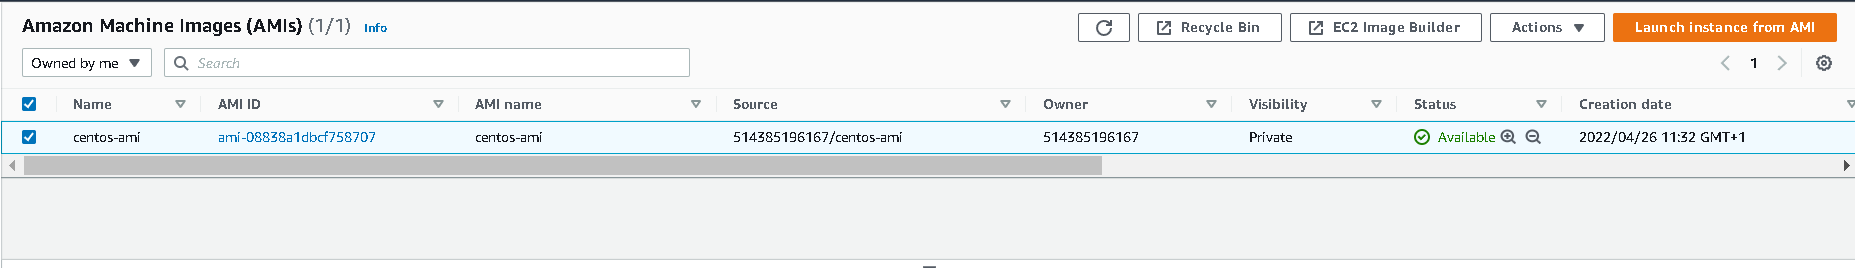 Amazon Machine Images (AMIs) (1/1) Info Recycle Bin EC2 Image Builder Actions Launch instance from AMI
Owned by me Search 1
Name AMI ID AMI name Source Owner Visibility Status Creation date
centos-ami ami-08838a1dbcf758707 centos-ami 514385196167/centos-ami 514385196167 Private Available 2022/04/26 11:32 GMT+1